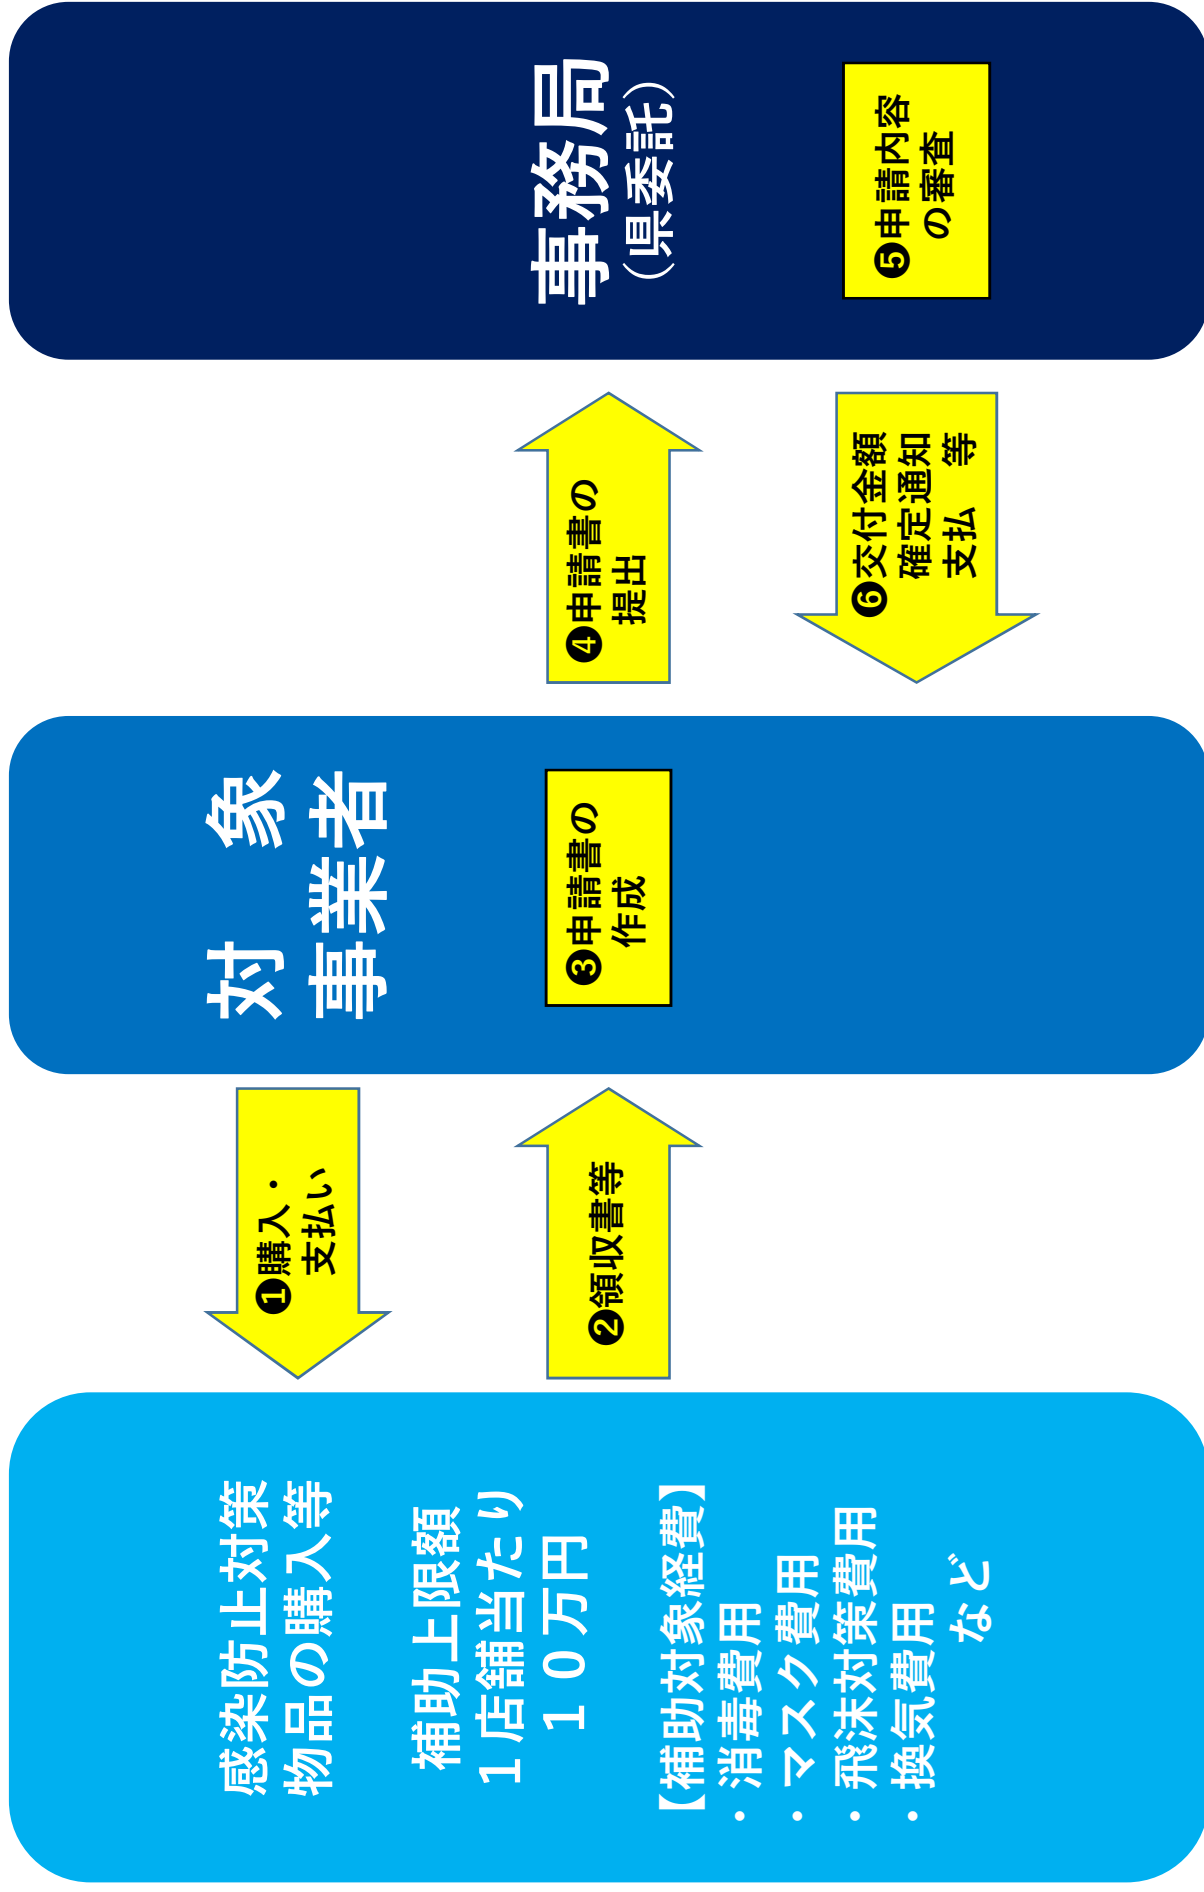 感染防止対策
物品の購入等
補助上限額
１店舗当たり
１０万円
【補助対象経費】
・消毒費用
・マスク費用
・飛沫対策費用
・換気費用
など
❶購入・
支払い
❷領収書等
対　象
事業者
❸申請書の
作成
❹申請書の
提出
❻交付金額
確定通知
支払　等
事務局
（県委託）
❺申請内容
の審査